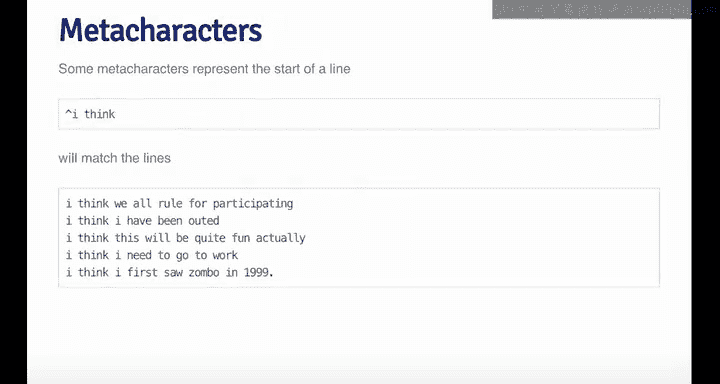 Metacharacters
Some metacharacters represent the start of a line
^i think
will match the lines
i think we all rule for participating
i think i have been outed
i think this will be quite fun actually
i think i need to go to work
i think i first saw zombo in 1999.